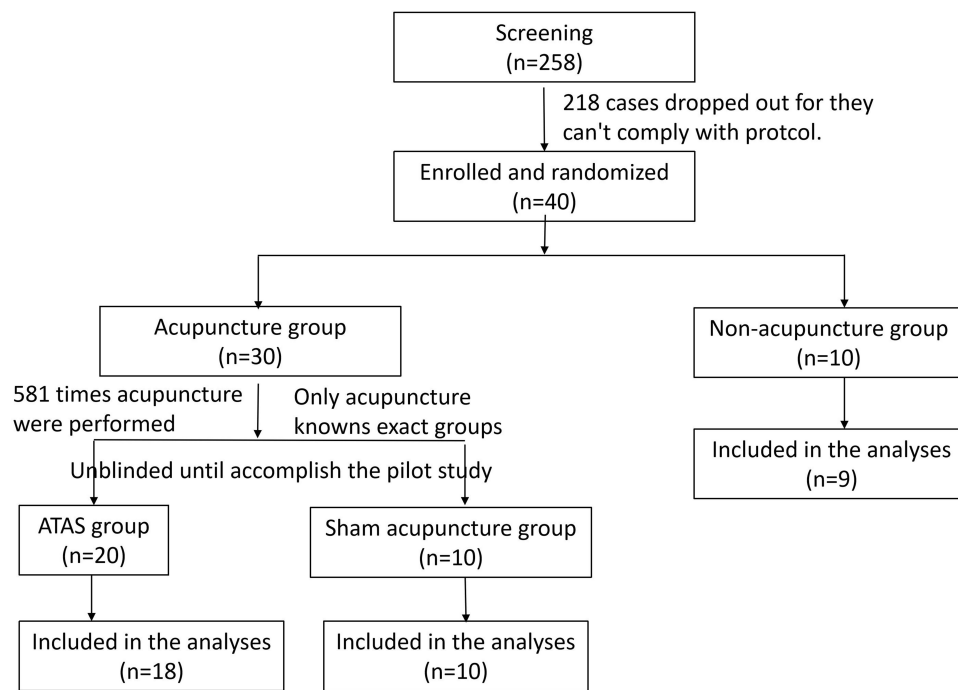 Screening
(n=258)
218 cases dropped out for they
can't comply with protcol.
Enrolled and randomized
(n=40)
Acupuncture group
(n=30)
Non-acupuncture group
(n=10)
581 times acupuncture
were performed
Only acupuncture
knowns exact groups
Unblinded until accomplish the pilot study
Included in the analyses
(n=9)
ATAS group
(n=20)
Sham acupuncture group
(n=10)
Included in the analyses
(n=18)
Included in the analyses
(n=10)